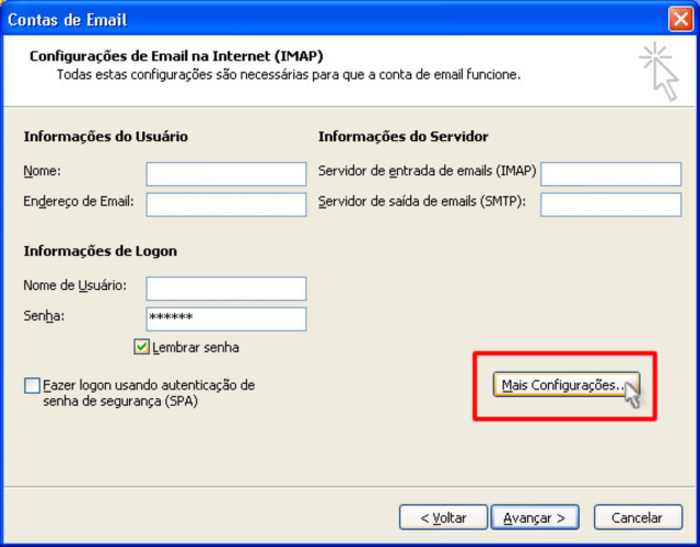 Contas de Email
Configurações de Email na Internet (IMAP)
Todas estas configurações são necessárias para que a conta de email funcione.
Informações do Usuário
Nome:
Endereço de Email:
Informações do Servidor
Servidor de entrada de emails (IMAP)
Servidor de saída de emails (SMTP):
Informações de Logon
Nome de Usuário:
Senha: ******
Lembrar senha
Fazer logon usando autenticação de
senha de segurança (SPA)
Mais Configurações...
< Voltar
Avançar >
Cancelar